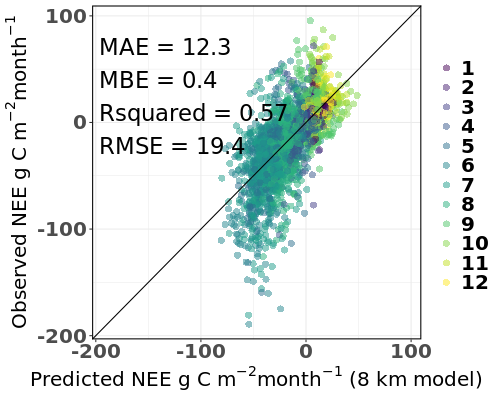 100
0
-100
-200
Observed NEE g C m⁻²month⁻¹
MAE = 12.3
MBE = 0.4
Rsquared = 0.57
RMSE = 19.4
-200 -100 0 100
Predicted NEE g C m⁻²month⁻¹ (8 km model)
1
2
3
4
5
6
7
8
9
10
11
12